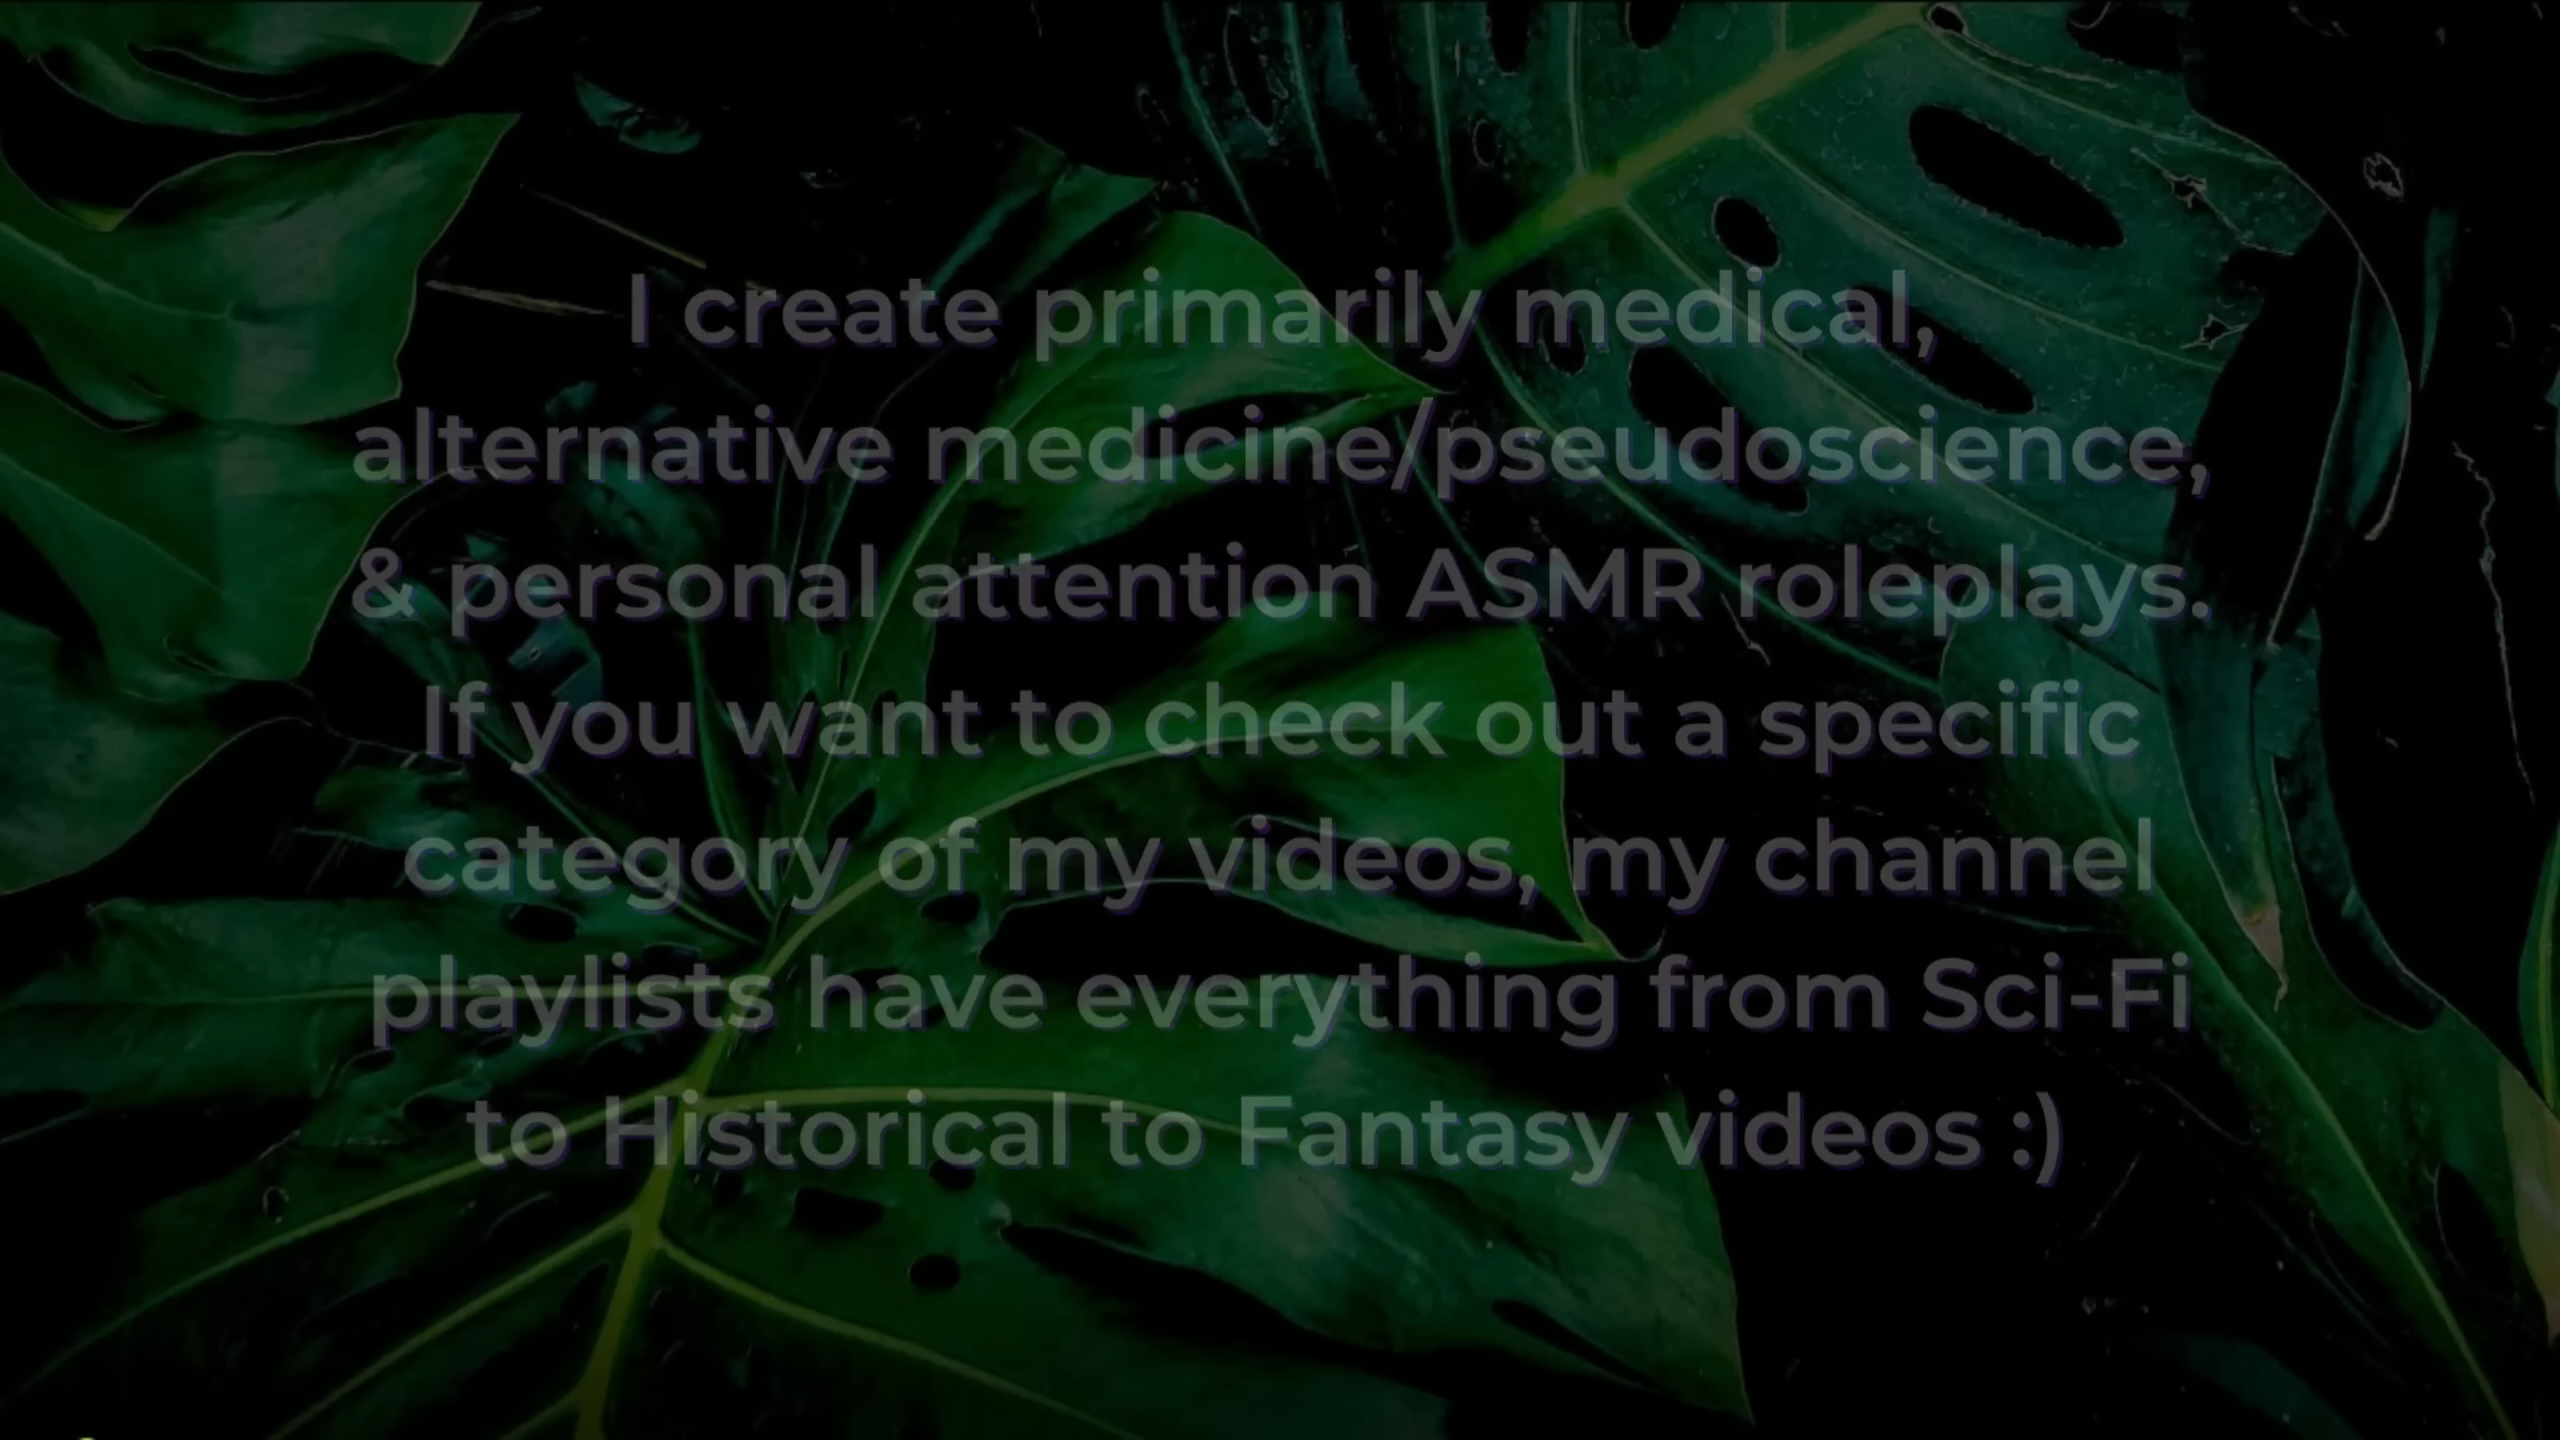 I create primarily medical,
alternative medicine/pseudoscience,
& personal attention ASMR roleplays.
If you want to check out a specific
category of my videos, my channel
playlists have everything from Sci-Fi
to Historical to Fantasy videos :)